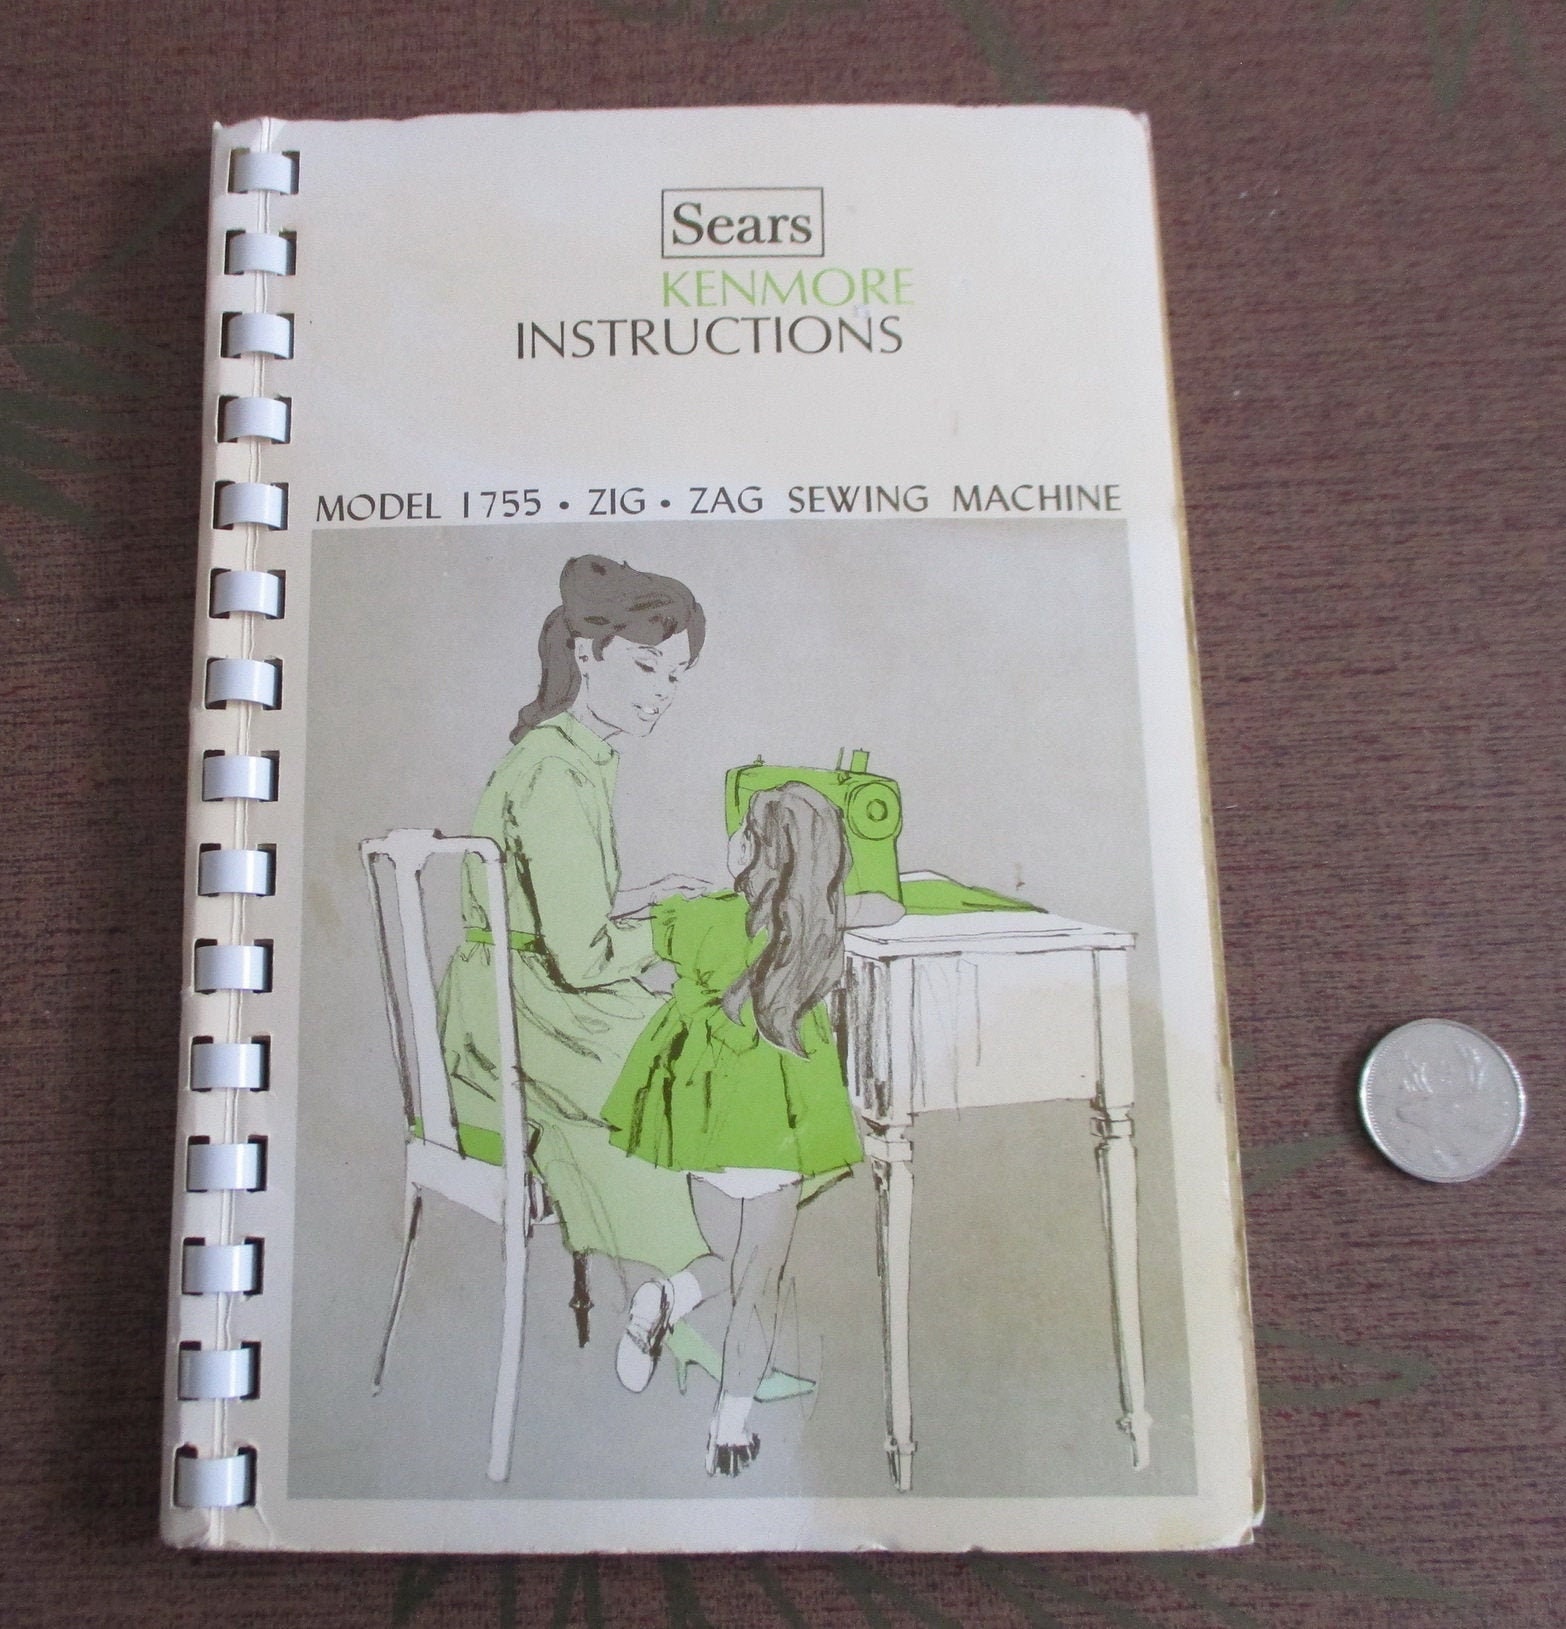 Sears
KENMORE
INSTRUCTIONS
MODEL 1755 • ZIG • ZAG SEWING MACHINE